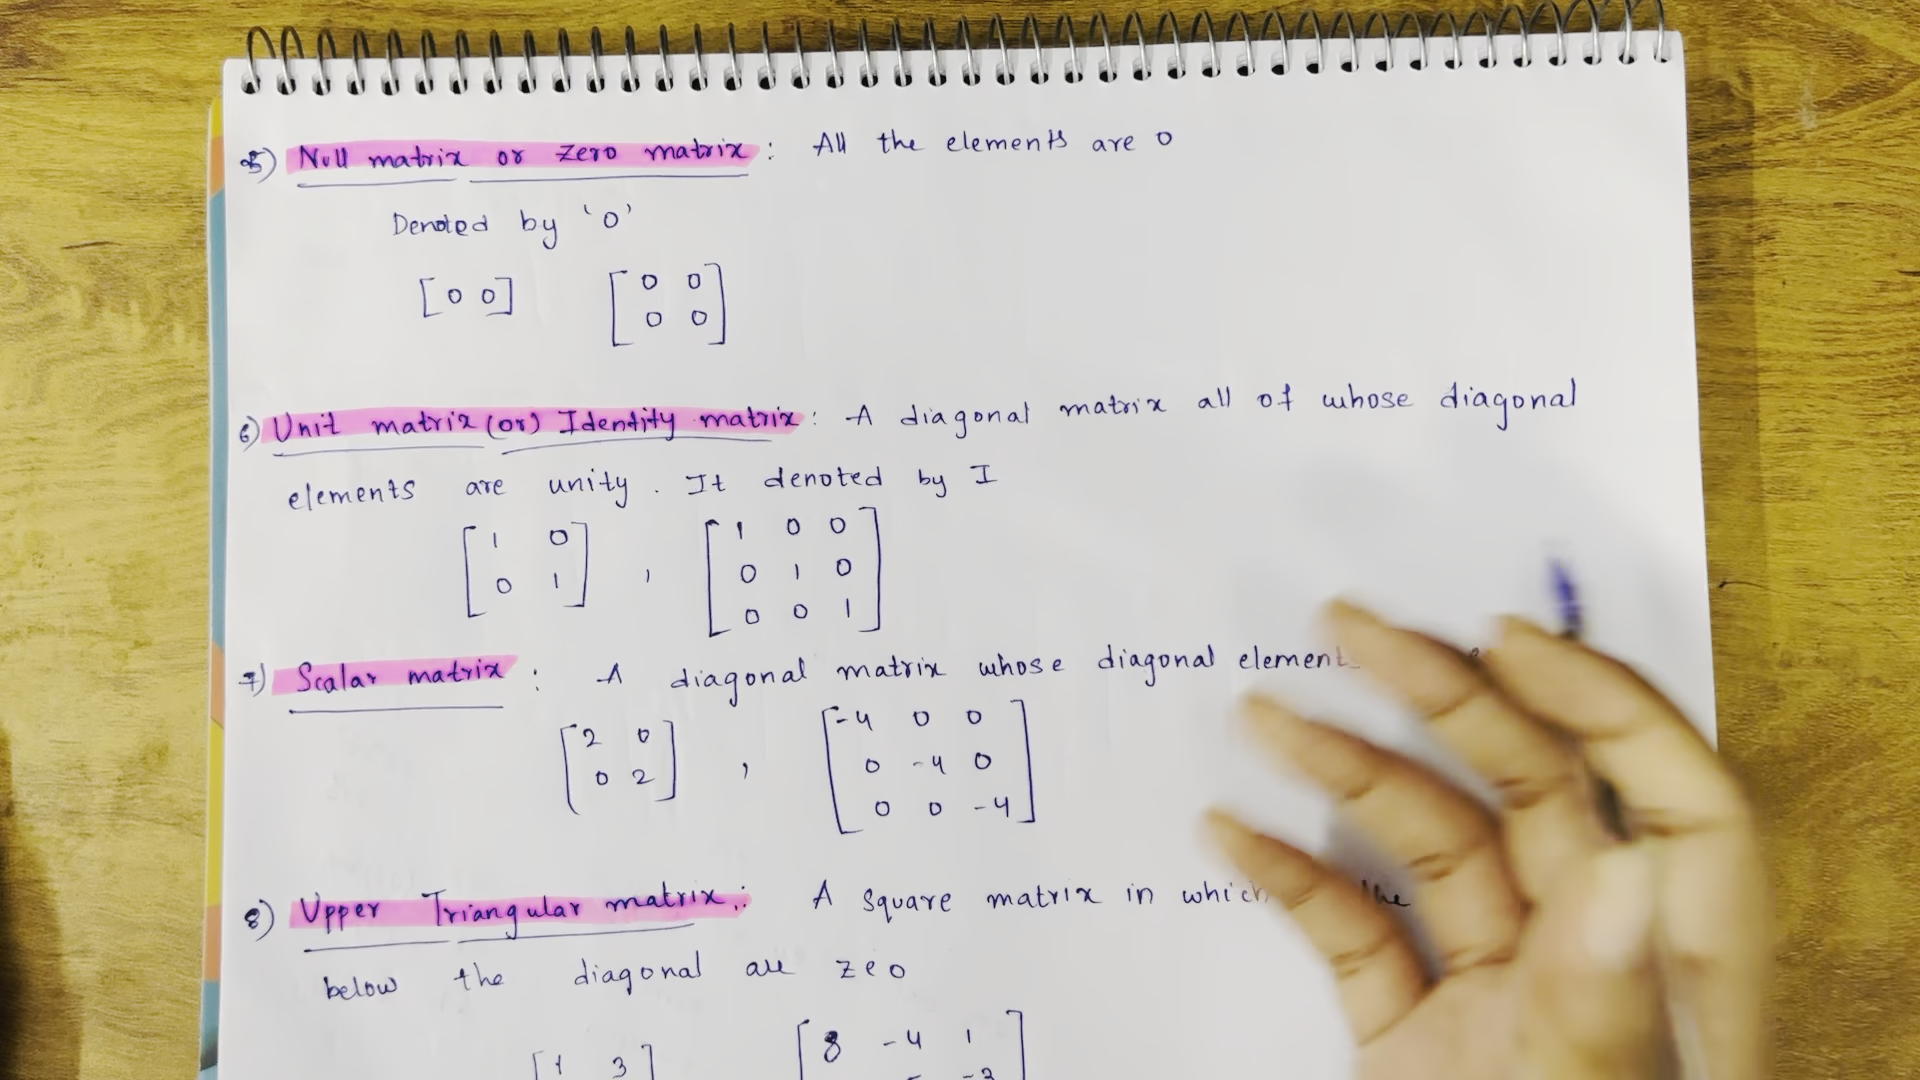 5) Null matrix or Zero matrix : All the elements are 0
Denoted by '0'
[0 0] [0 0
0 0]
6) Unit matrix (or) Identity matrix : A diagonal matrix all of whose diagonal
elements are unity. It denoted by I
[1 0
0 1] , [1 0 0
0 1 0
0 0 1]
7) Scalar matrix : A diagonal matrix whose diagonal element
[2 0
0 2] , [-4 0 0
0 -4 0
0 0 -4]
8) Upper Triangular matrix : A square matrix in which the
below the diagonal are zeo
[1 3] [8 -4 1